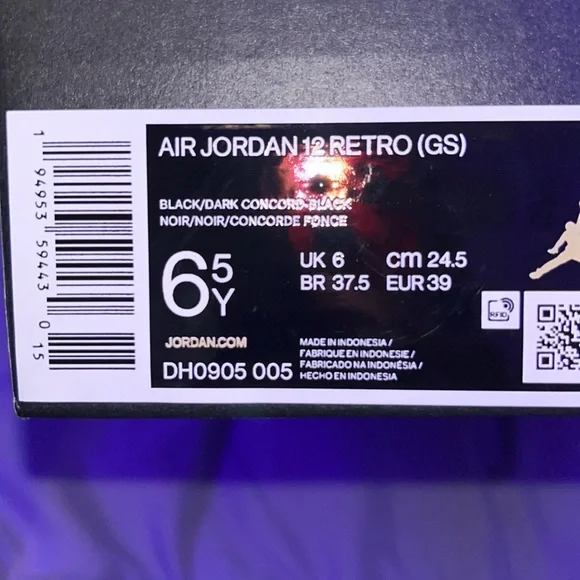 1 94953 59443 0 15
AIR JORDAN 12 RETRO (GS)
BLACK/DARK CONCORD-BLACK
NOIR/NOIR/CONCORDE FONCE
6 5 Y
UK 6 cm 24.5
BR 37.5 EUR 39
JORDAN.COM
DH0905 005
MADE IN INDONESIA /
FABRIQUE EN INDONESIE/
FABRICADO NA INDONÉSIA /
HECHO EN INDONESIA
RFID